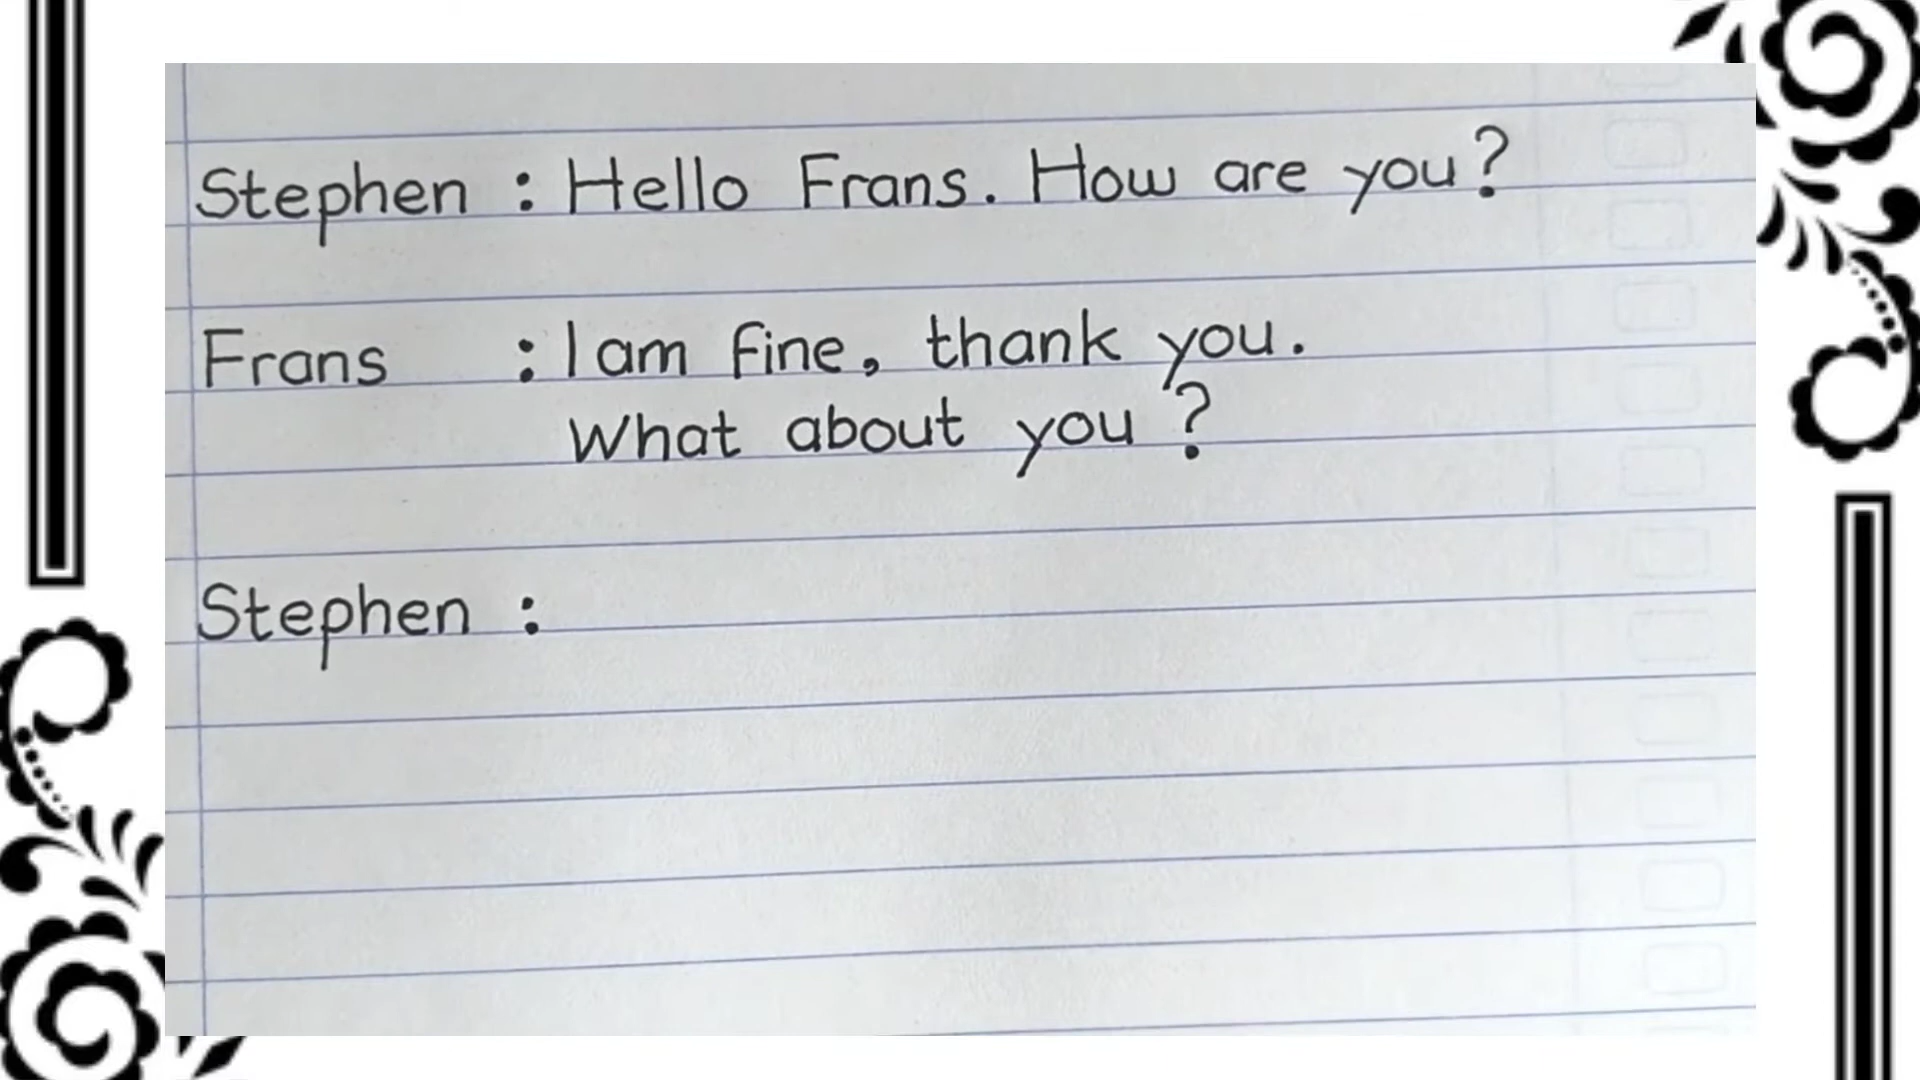 Stephen : Hello Frans. How are you?
Frans : I am fine, thank you.
What about you?
Stephen :